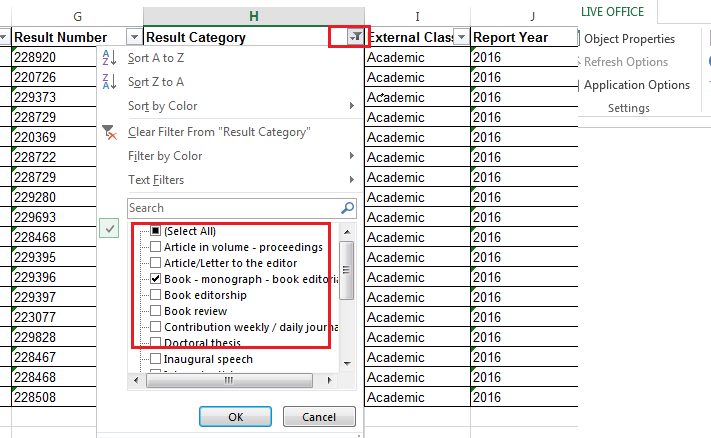 G H I J
Result Number Result Category External Class Report Year
LIVE OFFICE
Object Properties
Refresh Options
Application Options
Settings
228920 Academic 2016
220726 Academic 2016
229373 Academic 2016
228729 Academic 2016
220369 Academic 2016
228722 Academic 2016
228729 Academic 2016
229280 Academic 2016
229693 Academic 2016
228468 Academic 2016
229395 Academic 2016
229396 Academic 2016
229397 Academic 2016
223077 Academic 2016
229828 Academic 2016
228467 Academic 2016
228468 Academic 2016
228508 Academic 2016
Sort A to Z
Sort Z to A
Sort by Color
Clear Filter From "Result Category"
Filter by Color
Text Filters
Search
(Select All)
Article in volume - proceedings
Article/Letter to the editor
Book - monograph - book editoria
Book editorship
Book review
Contribution weekly / daily journa
Doctoral thesis
Inaugural speech
OK Cancel